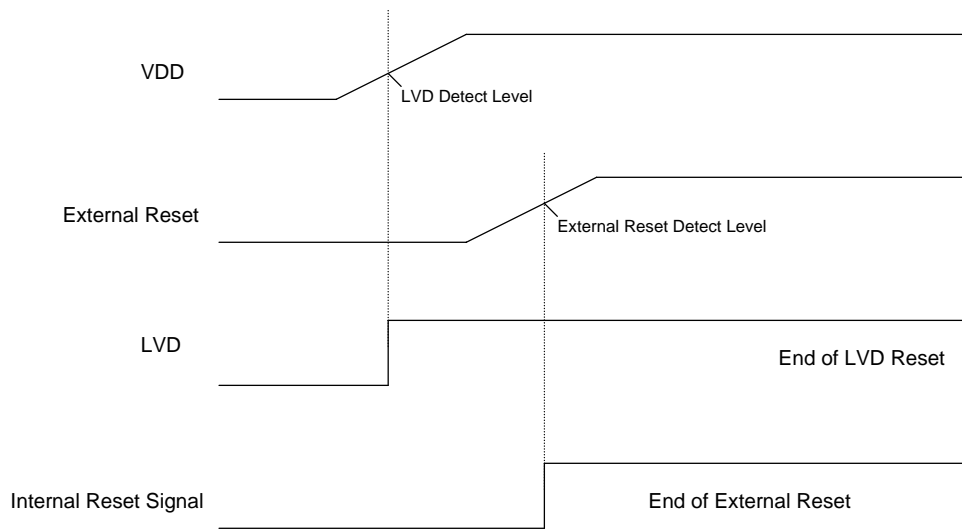 VDD
LVD Detect Level
External Reset
External Reset Detect Level
LVD
End of LVD Reset
Internal Reset Signal
End of External Reset